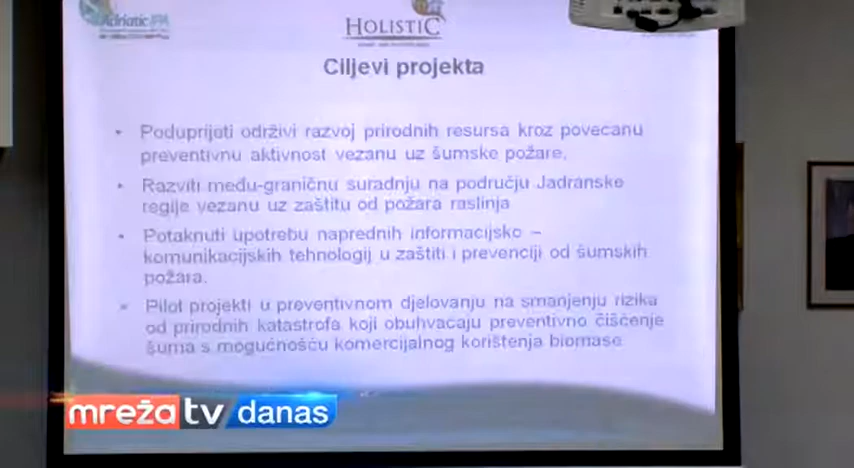 AdriaticIPA
HOLISTIC
Ciljevi projekta
• Poduprijeti održivi razvoj prirodnih resursa kroz povecanu
preventivnu aktivnost vezanu uz šumske požare,
• Razviti među-graničnu suradnju na području Jadranske
regije vezanu uz zaštitu od požara raslinja
• Potaknuti upotrebu naprednih informacijsko –
komunikacijskih tehnologij u zaštiti i prevenciji od šumskih
požara.
• Pilot projekti u preventivnom djelovanju na smanjenju rizika
od prirodnih katastrofa koji obuhvacaju preventivno čišćenje
šuma s mogućnošću komercijalnog korištenja biomase
mreža tv danas